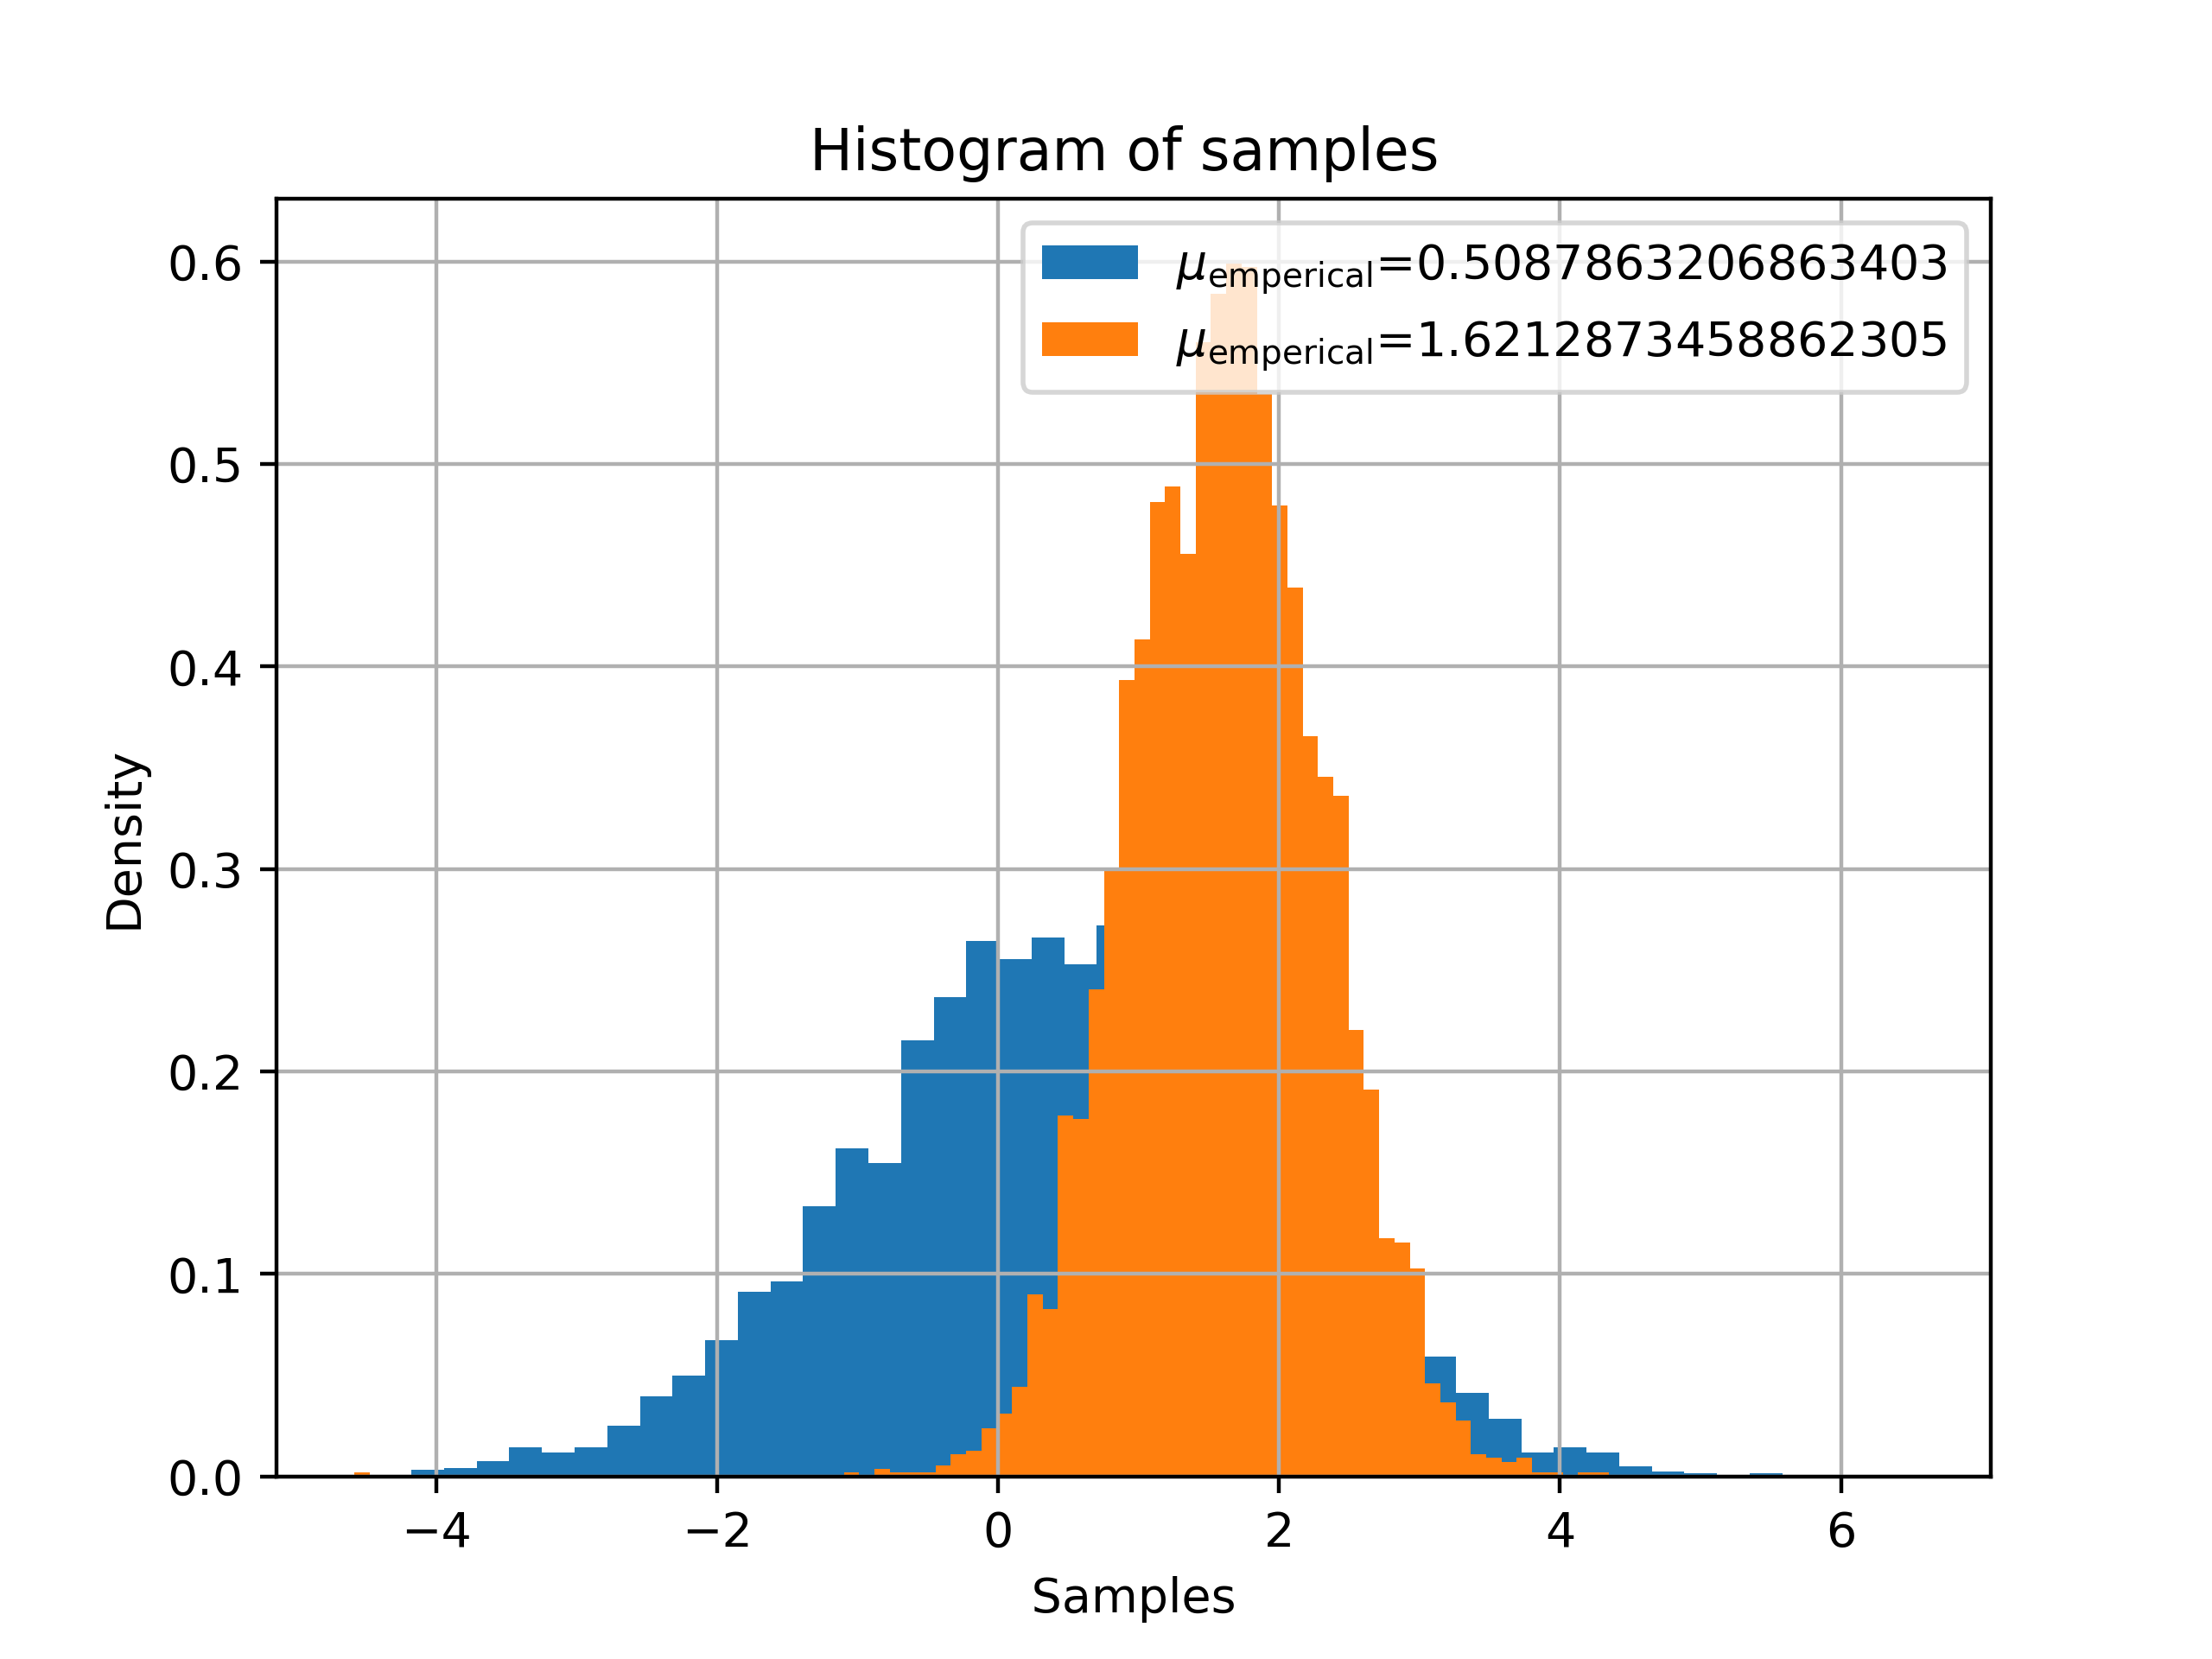 Histogram of samples
μemperical=0.5087863206863403
μemperical=1.6212873458862305
0.6
0.5
0.4
0.3
0.2
0.1
0.0
Density
−4 −2 0 2 4 6
Samples